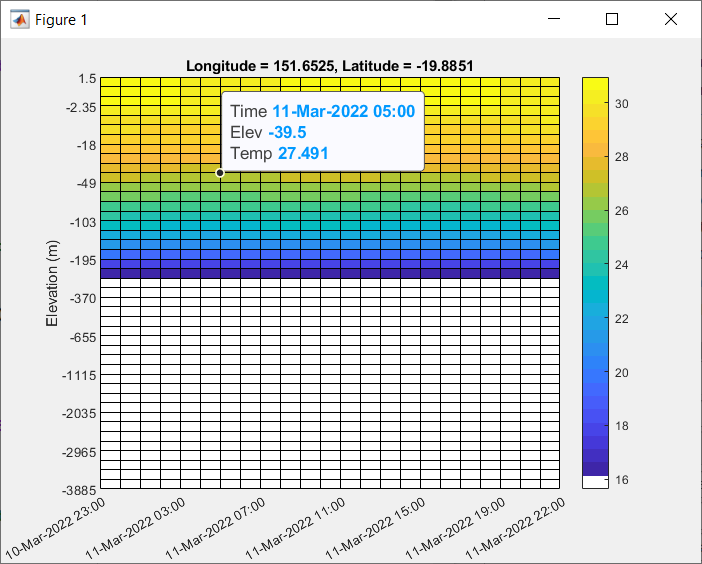 Figure 1
Longitude = 151.6525, Latitude = -19.8851
1.5
-2.35
-18
-49
-103
-195
-370
-655
-1115
-2035
-2965
-3885
Elevation (m)
Time 11-Mar-2022 05:00
Elev -39.5
Temp 27.491
30
28
26
24
22
20
18
16
10-Mar-2022 23:00
11-Mar-2022 03:00
11-Mar-2022 07:00
11-Mar-2022 11:00
11-Mar-2022 15:00
11-Mar-2022 19:00
11-Mar-2022 22:00